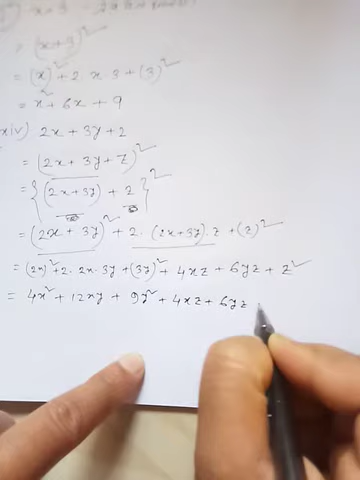 (x+3)²
= (x)² + 2 x·3 + (3)²
= x² + 6x + 9
x(v) 2x + 3y + z
= (2x + 3y + z)²
= {(2x + 3y) + z}²
= (2x + 3y)² + 2. (2x+3y).z + (z)²
= (2x)² + 2. 2x·3y + (3y)² + 4xz + 6yz + z²
= 4x² + 12xy + 9y² + 4xz + 6yz